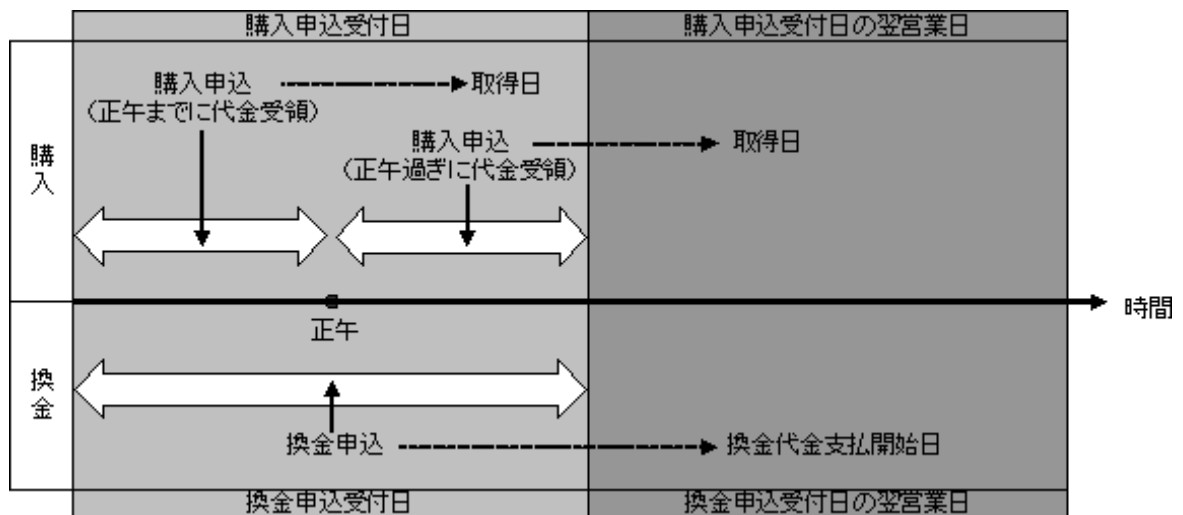 購入申込受付日
購入申込受付日の翌営業日
購入
購入申込
取得日
（正午までに代金受領）
購入申込
取得日
（正午過ぎに代金受領）
時間
正午
換金
換金申込
換金代金支払開始日
換金申込受付日
換金申込受付日の翌営業日